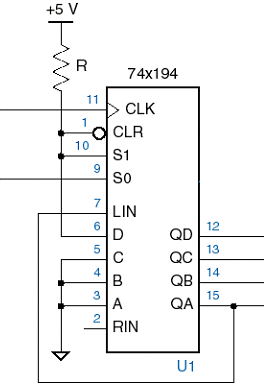 +5 V
R
74x194
11 CLK
1 CLR
10 S1
9 S0
7 LIN
6 D QD 12
5 C QC 13
4 B QB 14
3 A QA 15
2 RIN
U1